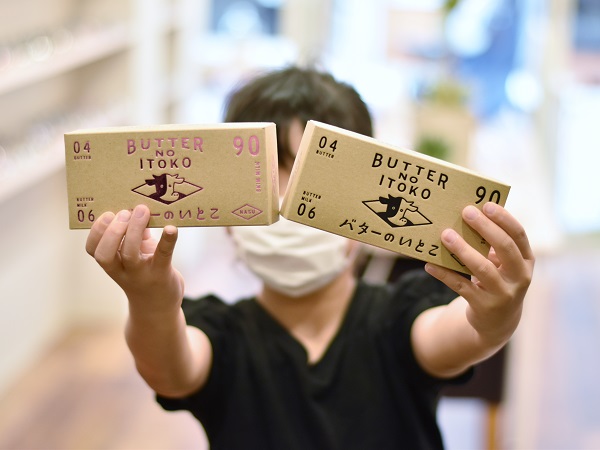 04
BUTTER
BUTTER
NO
ITOKO
90
BUTTER
MILK
06
ターのいとこ
NASU
04
BUTTER
BUTTER
NO
ITOKO
90
BUTTER
MILK
06
バターのいとこ